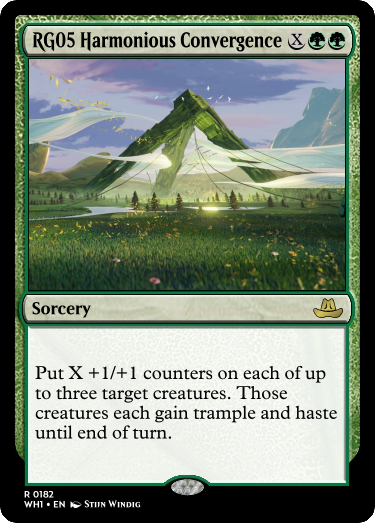 RG05 Harmonious Convergence X
Sorcery
Put X +1/+1 counters on each of up
to three target creatures. Those
creatures each gain trample and haste
until end of turn.
R 0182
WH1 • EN Stijn Windig